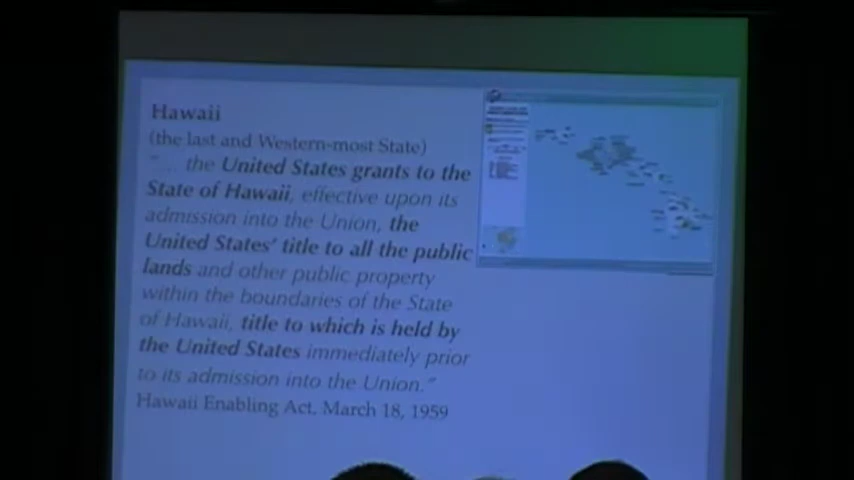 Hawaii
(the last and Western-most State)
"... the United States grants to the
State of Hawaii, effective upon its
admission into the Union, the
United States' title to all the public
lands and other public property
within the boundaries of the State
of Hawaii, title to which is held by
the United States immediately prior
to its admission into the Union."
Hawaii Enabling Act, March 18, 1959